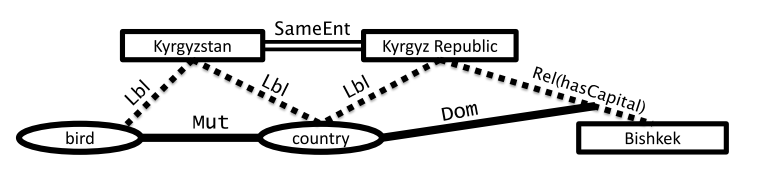 SameEnt
Kyrgyzstan
Kyrgyz Republic
Lbl
Lbl
Lbl
Rel(hasCapital)
Mut
Dom
bird
country
Bishkek